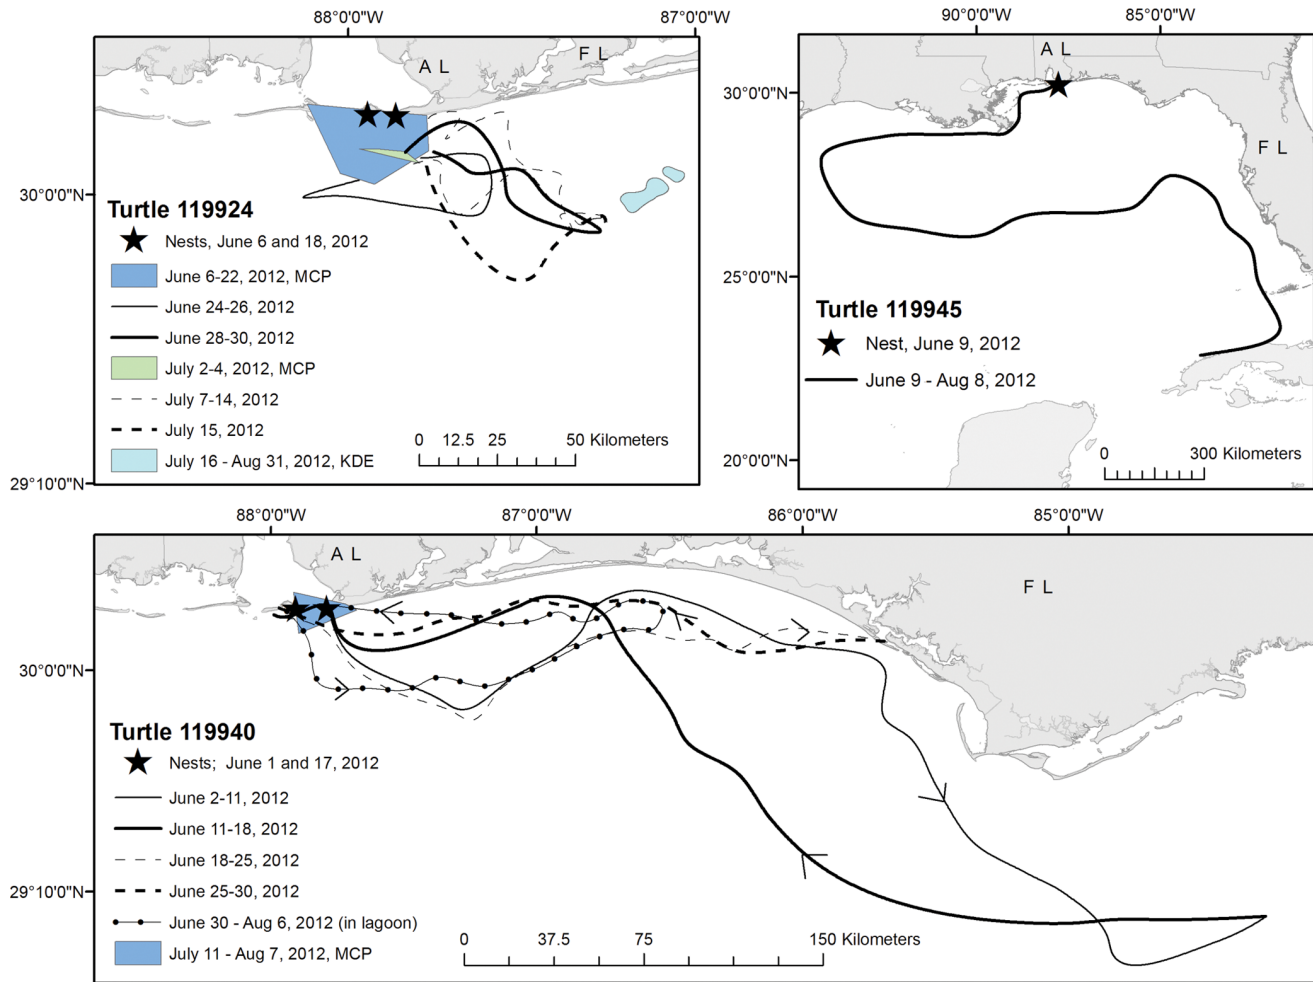 88°0'0"W
87°0'0"W
A L
F L
30°0'0"N
29°10'0"N
Turtle 119924
Nests, June 6 and 18, 2012
June 6-22, 2012, MCP
June 24-26, 2012
June 28-30, 2012
July 2-4, 2012, MCP
July 7-14, 2012
July 15, 2012
July 16 - Aug 31, 2012, KDE
0 12.5 25 50 Kilometers
90°0'0"W
85°0'0"W
A L
30°0'0"N
F L
25°0'0"N
20°0'0"N
Turtle 119945
Nest, June 9, 2012
June 9 - Aug 8, 2012
0 300 Kilometers
88°0'0"W
87°0'0"W
86°0'0"W
85°0'0"W
A L
F L
30°0'0"N
29°10'0"N
Turtle 119940
Nests; June 1 and 17, 2012
June 2-11, 2012
June 11-18, 2012
June 18-25, 2012
June 25-30, 2012
June 30 - Aug 6, 2012 (in lagoon)
July 11 - Aug 7, 2012, MCP
0 37.5 75 150 Kilometers